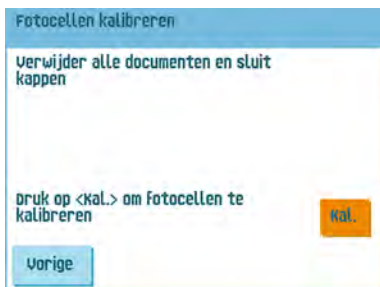 Fotocellen kalibreren
Verwijder alle documenten en sluit
kappen
Druk op <Kal.> om fotocellen te
kalibreren
Kal.
Vorige